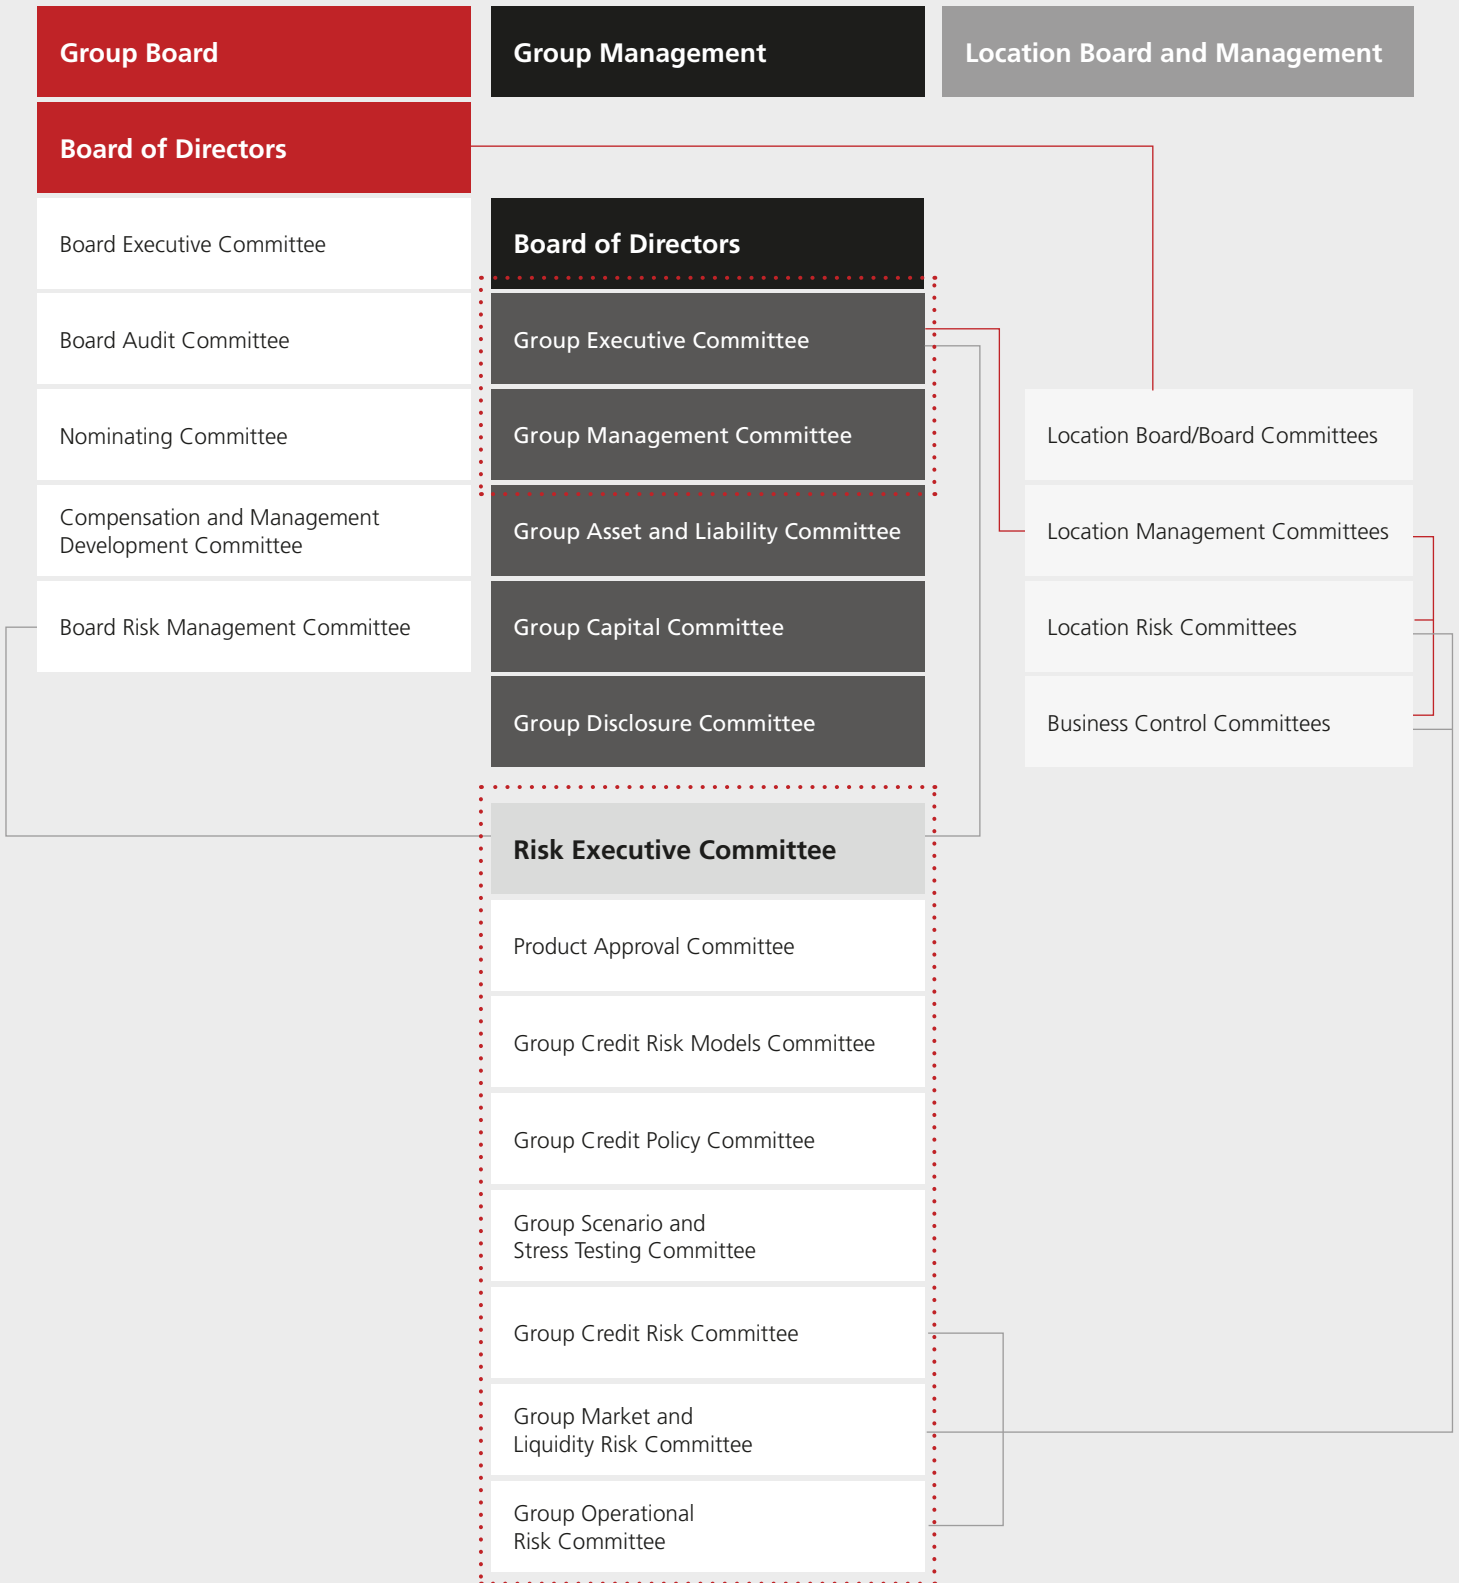 Group Board
Group Management
Location Board and Management
Board of Directors
Board Executive Committee
Board Audit Committee
Nominating Committee
Compensation and Management
Development Committee
Board Risk Management Committee
Board of Directors
Group Executive Committee
Group Management Committee
Group Asset and Liability Committee
Group Capital Committee
Group Disclosure Committee
Risk Executive Committee
Product Approval Committee
Group Credit Risk Models Committee
Group Credit Policy Committee
Group Scenario and
Stress Testing Committee
Group Credit Risk Committee
Group Market and
Liquidity Risk Committee
Group Operational
Risk Committee
Location Board/Board Committees
Location Management Committees
Location Risk Committees
Business Control Committees